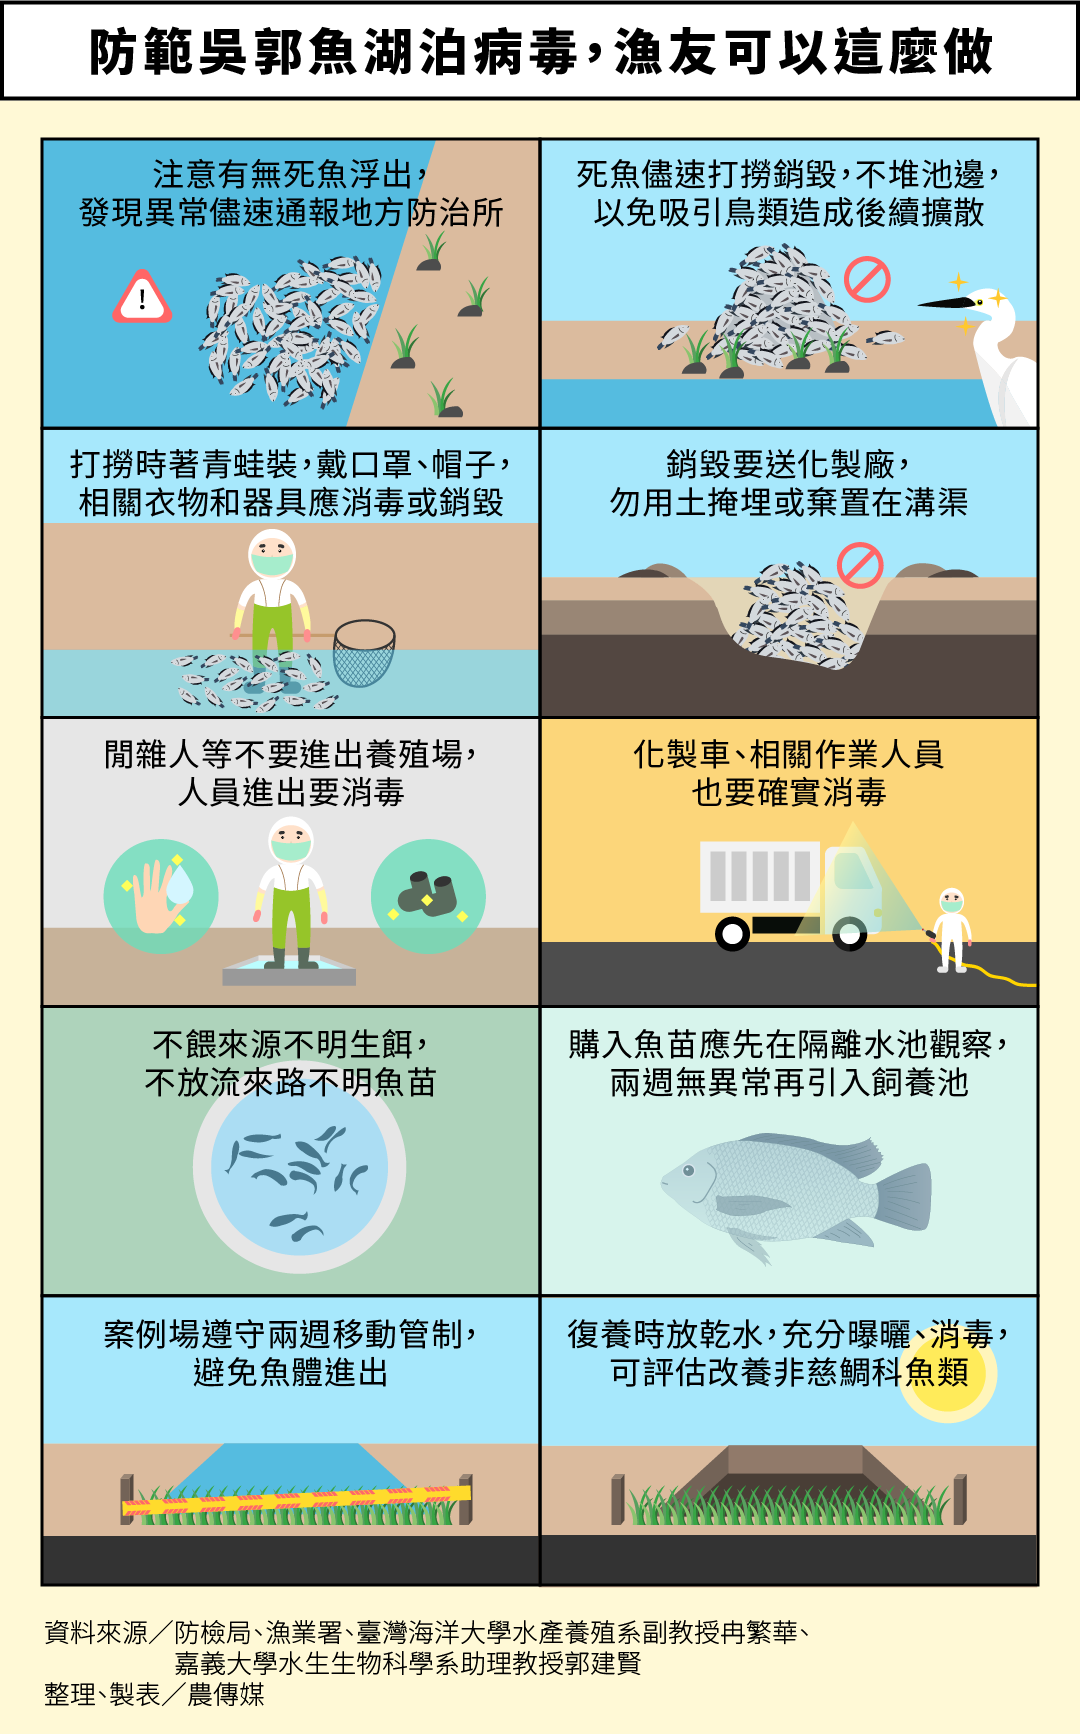 防範吳郭魚湖泊病毒，漁友可以這麼做
注意有無死魚浮出，
發現異常儘速通報地方防治所
!
死魚儘速打撈銷毀，不堆池邊，
以免吸引鳥類造成後續擴散
打撈時著青蛙裝，戴口罩、帽子，
相關衣物和器具應消毒或銷毀
銷毀要送化製廠，
勿用土掩埋或棄置在溝渠
閒雜人等不要進出養殖場，
人員進出要消毒
化製車、相關作業人員
也要確實消毒
不餵來源不明生餌，
不放流來路不明魚苗
購入魚苗應先在隔離水池觀察，
兩週無異常再引入飼養池
案例場遵守兩週移動管制，
避免魚體進出
復養時放乾水，充分曝曬、消毒，
可評估改養非慈鯛科魚類
資料來源／防檢局、漁業署、臺灣海洋大學水產養殖系副教授冉繁華、
嘉義大學水生生物科學系助理教授郭建賢
整理、製表／農傳媒